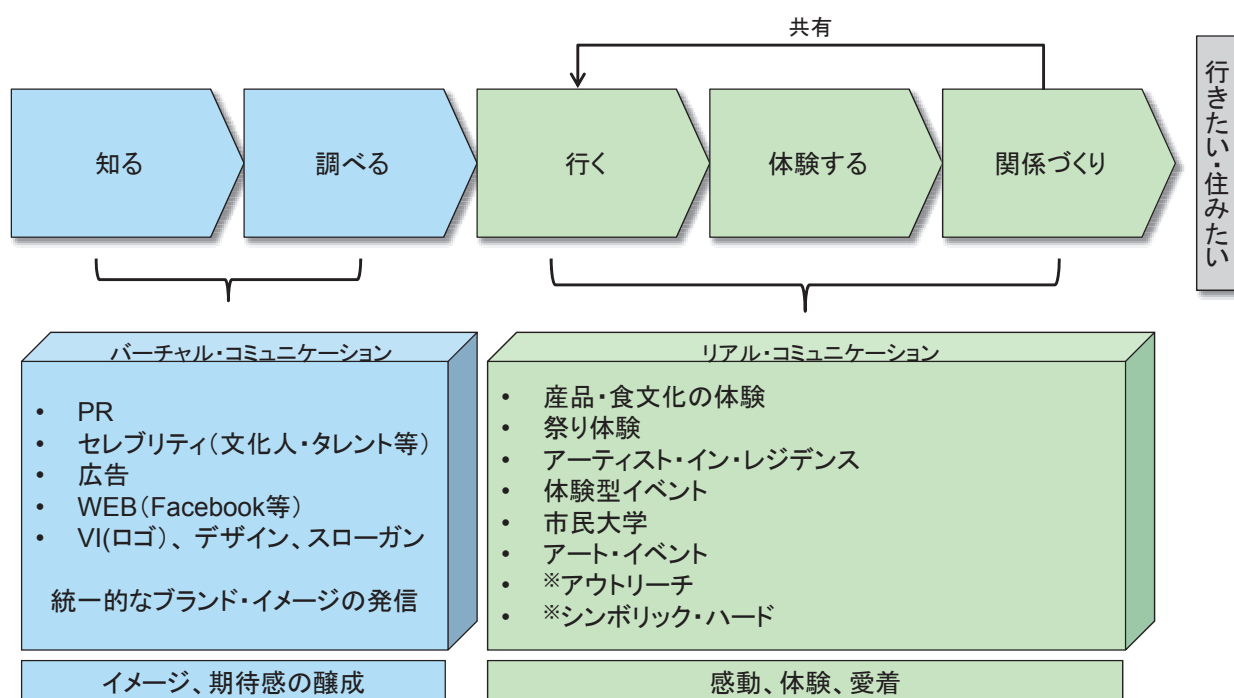 共有
知る
調べる
行く
体験する
関係づくり
行きたい・住みたい
バーチャル・コミュニケーション
• PR
• セレブリティ（文化人・タレント等）
• 広告
• WEB（Facebook等）
• VI(ロゴ)、デザイン、スローガン
統一的なブランド・イメージの発信
イメージ、期待感の醸成
リアル・コミュニケーション
• 産品・食文化の体験
• 祭り体験
• アーティスト・イン・レジデンス
• 体験型イベント
• 市民大学
• アート・イベント
• ※アウトリーチ
• ※シンボリック・ハード
感動、体験、愛着